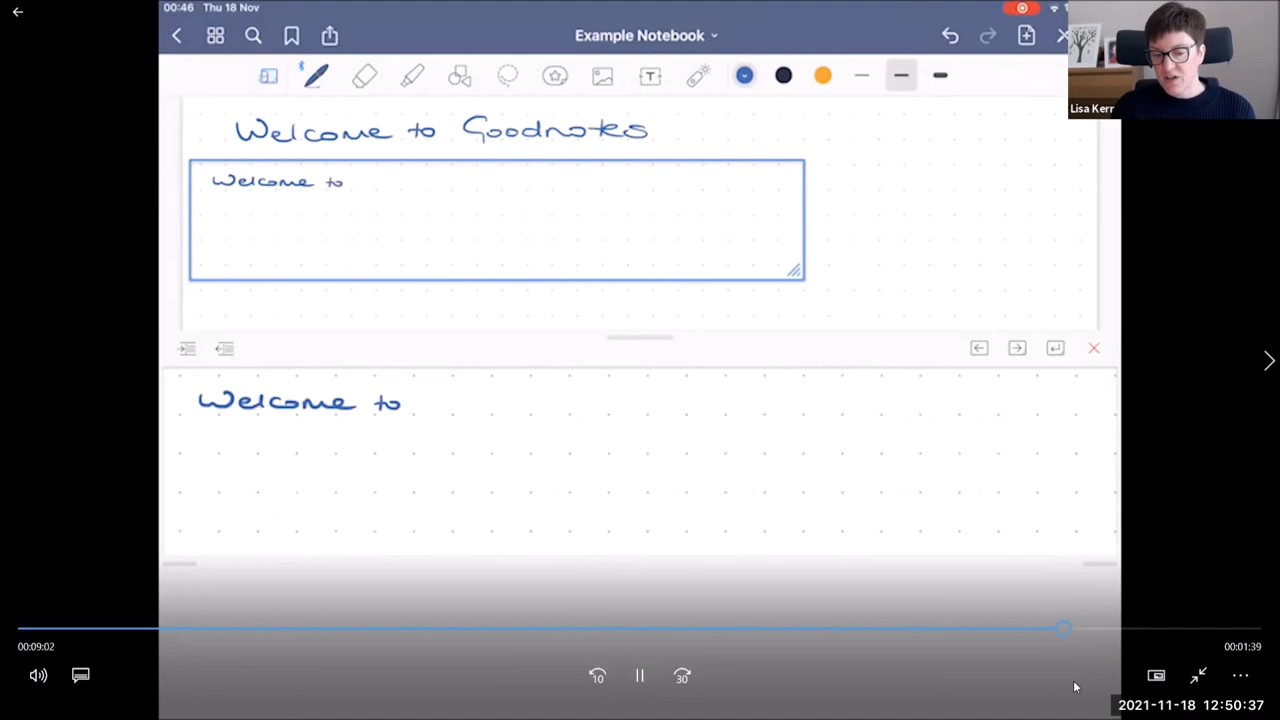 00:46 Thu 18 Nov
Example Notebook
T
Lisa Kerr
Welcome to Goodnotes
Welcome to
Welcome to
00:09:02
00:01:39
10
30
2021-11-18 12:50:37